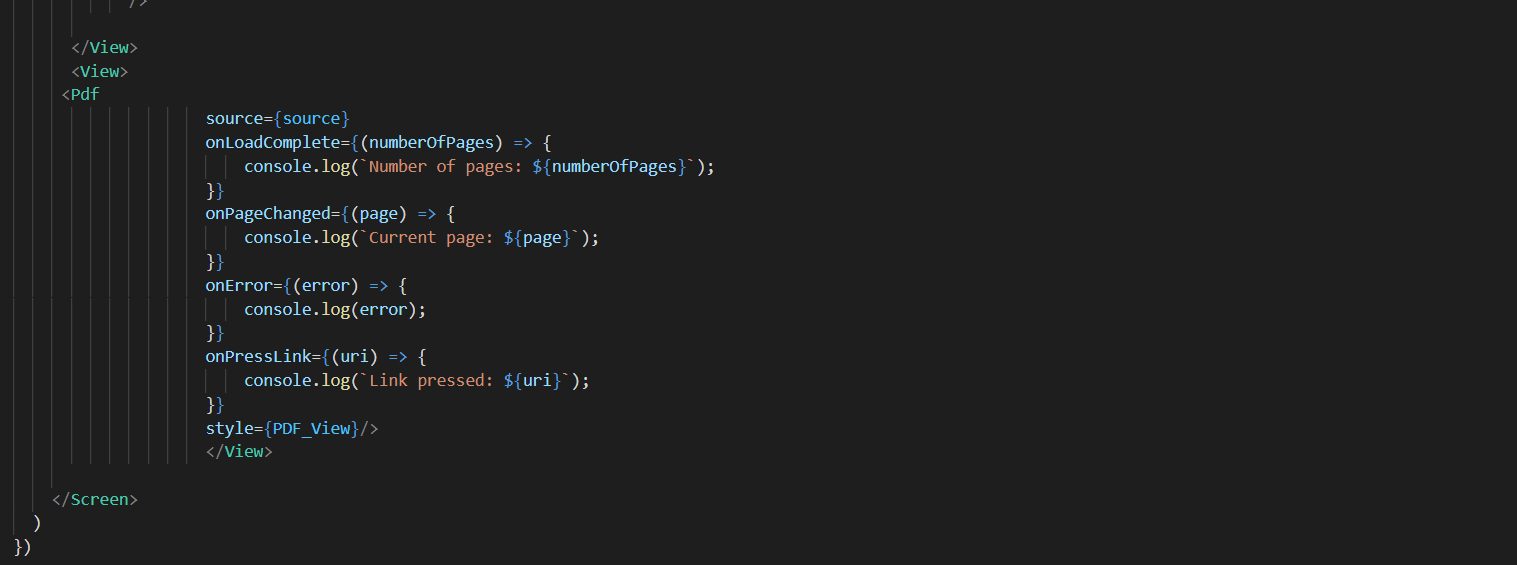 />
</View>
<View>
<Pdf
source={source}
onLoadComplete={(numberOfPages) => {
console.log(`Number of pages: ${numberOfPages}`);
}}
onPageChanged={(page) => {
console.log(`Current page: ${page}`);
}}
onError={(error) => {
console.log(error);
}}
onPressLink={(uri) => {
console.log(`Link pressed: ${uri}`);
}}
style={PDF_View}/>
</View>
</Screen>
)
})